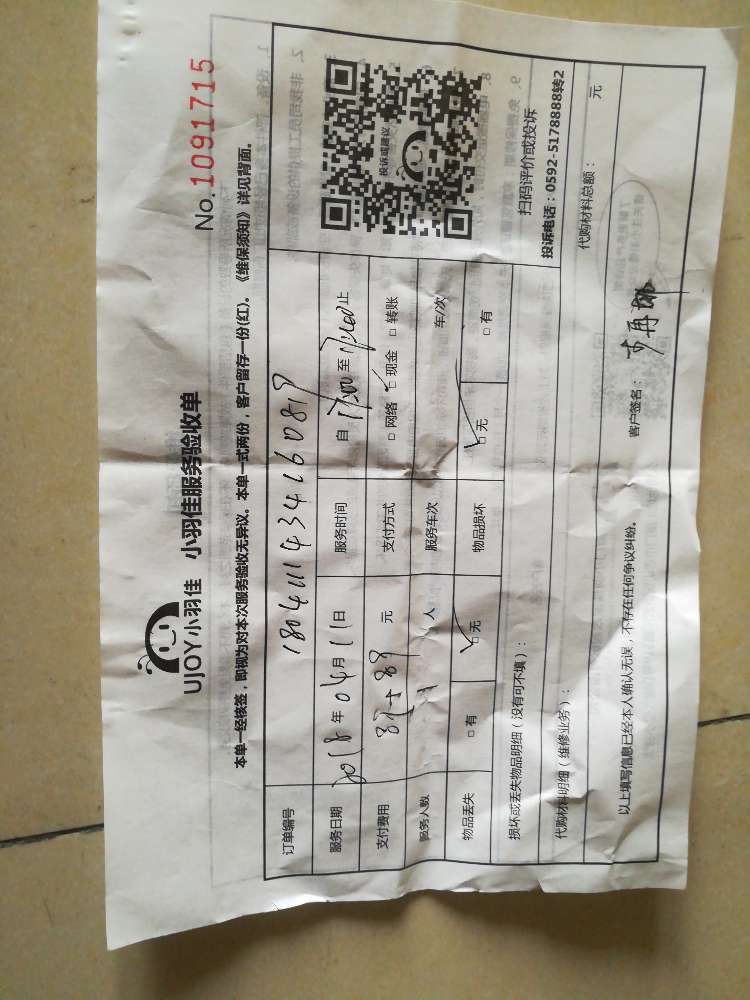 No.1091715
UJOY小羽佳 小羽佳服务验收单
本单一经核签，即视为对本次服务验收无异议。本单一式两份，客户留存一份(红)。《维保须知》详见背面。
订单编号 180411143416081
服务日期 2018年04月11日 服务时间 自 至 止
支付费用 元 支付方式 □ 网络 □ 现金 □ 转账
服务人数 人 服务车次 车/次
物品丢失 □ 有 □ 无 物品损坏 □ 无 □ 有
投诉或建议
扫码评价或投诉
投诉电话：0592-5178888转2
损坏或丢失物品明细（没有可不填）：
代购材料明细（维修业务）： 代购材料总额： 元
以上填写信息已经本人确认无误，不存在任何争议纠纷。 客户签名：